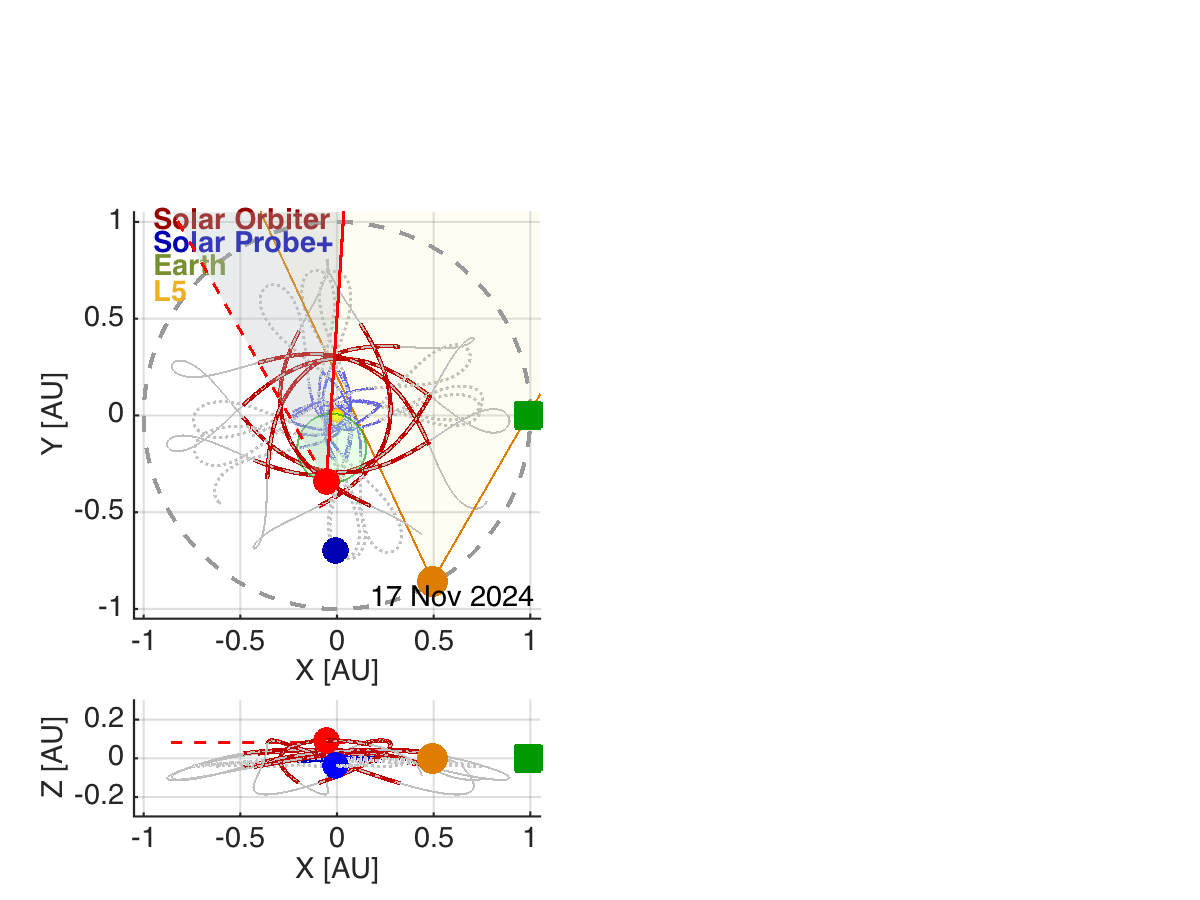 Solar Orbiter
Solar Probe+
Earth
L5
1
0.5
0
-0.5
-1
Y [AU]
17 Nov 2024
-1 -0.5 0 0.5 1
X [AU]
0.2
0
-0.2
Z [AU]
-1 -0.5 0 0.5 1
X [AU]